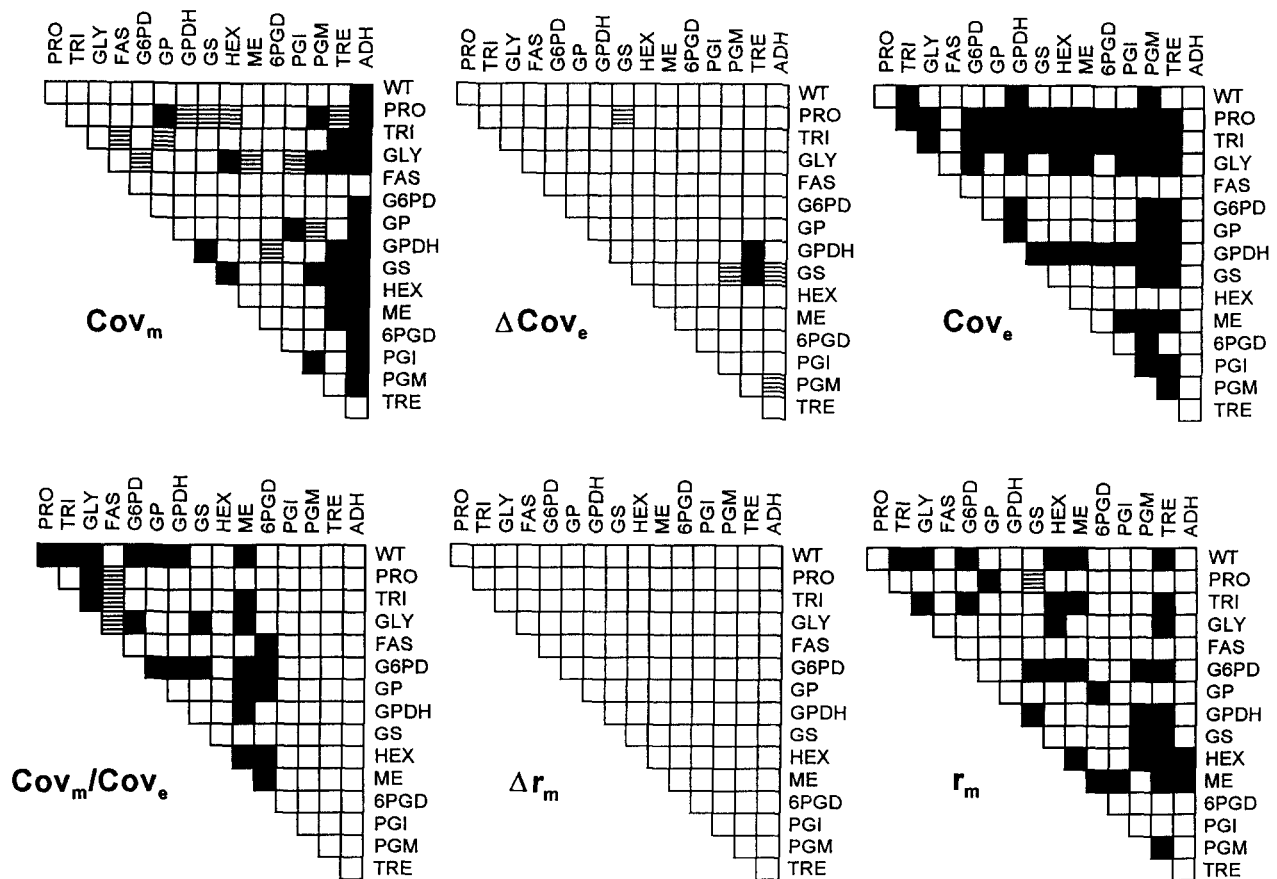 PRO TRI GLY FAS G6PD GP GPDH GS HEX ME 6PGD PGI PGM TRE ADH
WT
PRO
TRI
GLY
FAS
G6PD
GP
GPDH
GS
HEX
ME
6PGD
PGI
PGM
TRE
Cov_m
PRO TRI GLY FAS G6PD GP GPDH GS HEX ME 6PGD PGI PGM TRE ADH
WT
PRO
TRI
GLY
FAS
G6PD
GP
GPDH
GS
HEX
ME
6PGD
PGI
PGM
TRE
ΔCov_e
PRO TRI GLY FAS G6PD GP GPDH GS HEX ME 6PGD PGI PGM TRE ADH
WT
PRO
TRI
GLY
FAS
G6PD
GP
GPDH
GS
HEX
ME
6PGD
PGI
PGM
TRE
Cov_e
PRO TRI GLY FAS G6PD GP GPDH GS HEX ME 6PGD PGI PGM TRE ADH
WT
PRO
TRI
GLY
FAS
G6PD
GP
GPDH
GS
HEX
ME
6PGD
PGI
PGM
TRE
Cov_m/Cov_e
PRO TRI GLY FAS G6PD GP GPDH GS HEX ME 6PGD PGI PGM TRE ADH
WT
PRO
TRI
GLY
FAS
G6PD
GP
GPDH
GS
HEX
ME
6PGD
PGI
PGM
TRE
Δr_m
PRO TRI GLY FAS G6PD GP GPDH GS HEX ME 6PGD PGI PGM TRE ADH
WT
PRO
TRI
GLY
FAS
G6PD
GP
GPDH
GS
HEX
ME
6PGD
PGI
PGM
TRE
r_m